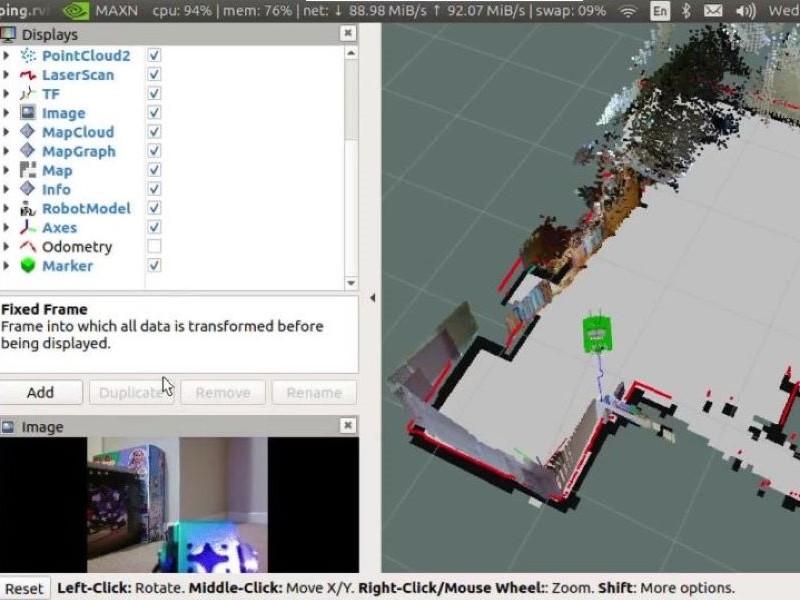 ping.rv MAXN cpu: 94% | mem: 76% | net: ↓ 88.98 MiB/s ↑ 92.07 MiB/s | swap: 09% En Wed
Displays
PointCloud2
LaserScan
TF
Image
MapCloud
MapGraph
Map
Info
RobotModel
Axes
Odometry
Marker
Fixed Frame
Frame into which all data is transformed before
being displayed.
Add Duplicate Remove Rename
Image
Reset Left-Click: Rotate. Middle-Click: Move X/Y. Right-Click/Mouse Wheel:: Zoom. Shift: More options.